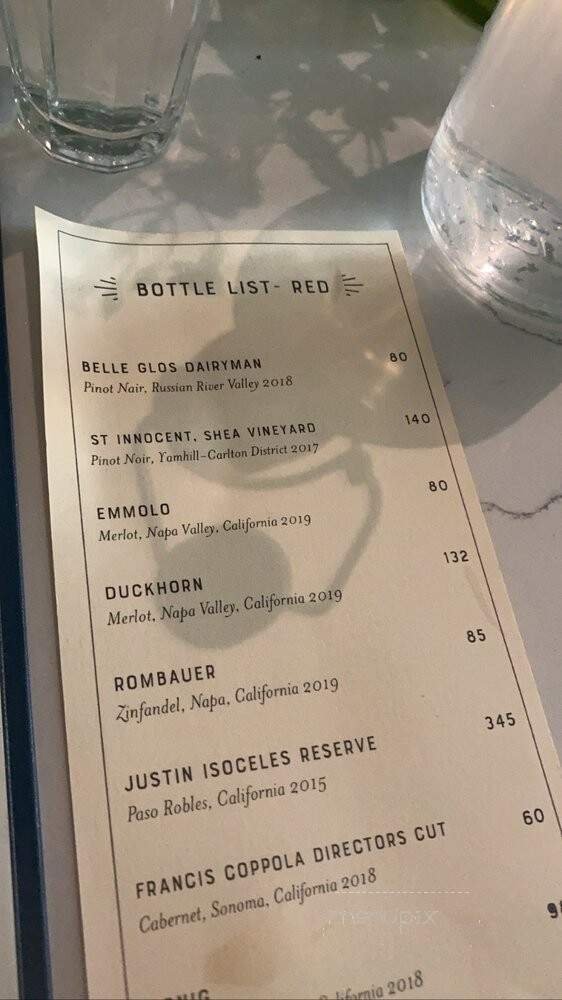 BOTTLE LIST- RED
BELLE GLOS DAIRYMAN 80
Pinot Nair, Russian River Valley 2018
ST INNOCENT, SHEA VINEYARD 140
Pinot Noir, Yamhill-Carlton District 2017
EMMOLO 80
Merlot, Napa Valley, California 2019
DUCKHORN 132
Merlot, Napa Valley, California 2019
ROMBAUER 85
Zinfandel, Napa, California 2019
JUSTIN ISOCELES RESERVE 345
Paso Robles, California 2015
FRANCIS COPPOLA DIRECTORS CUT 60
Cabernet, Sonoma, California 2018
menupix
2018